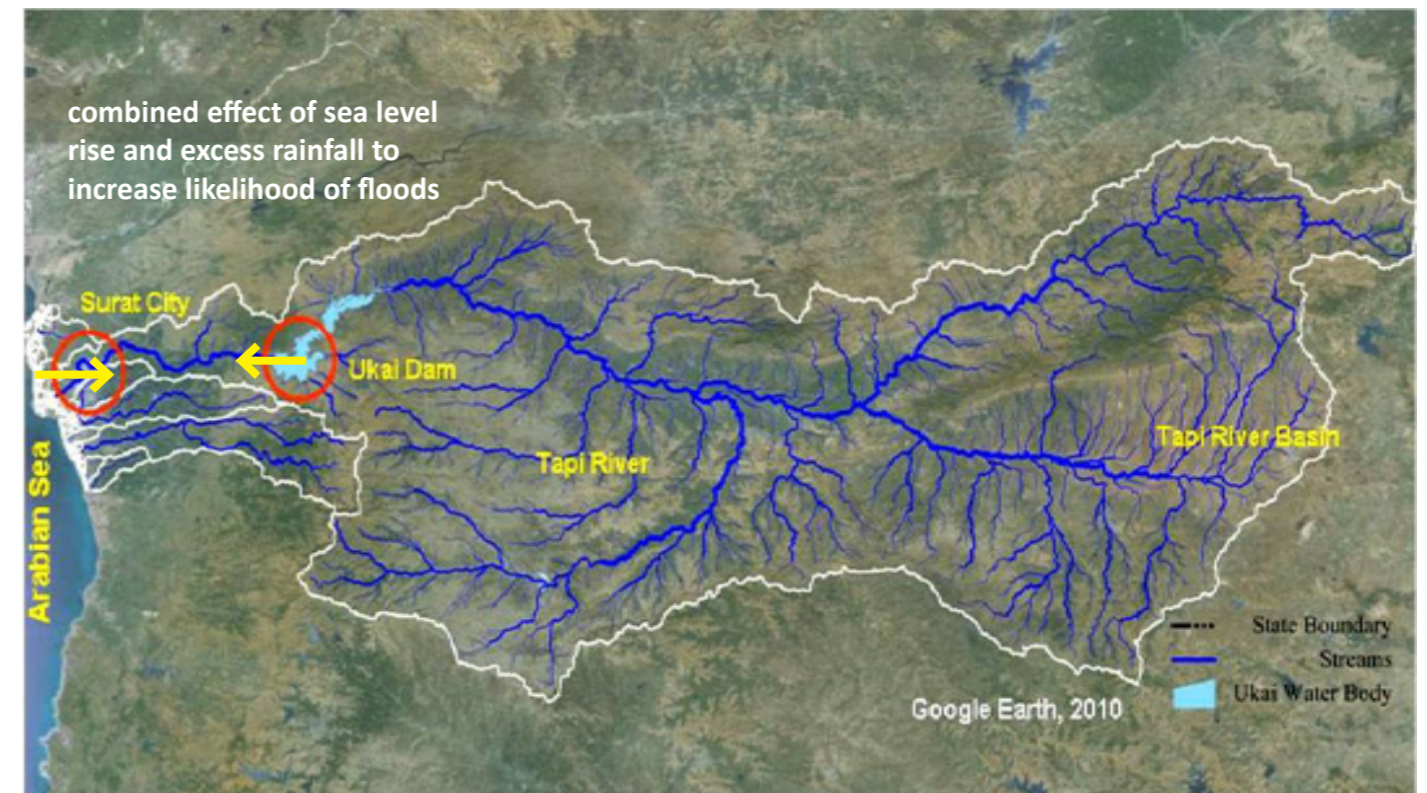 combined effect of sea level
rise and excess rainfall to
increase likelihood of floods
Surat City
Ukai Dam
Tapi River
Tapi River Basin
Arabian Sea
State Boundary
Streams
Ukai Water Body
Google Earth, 2010